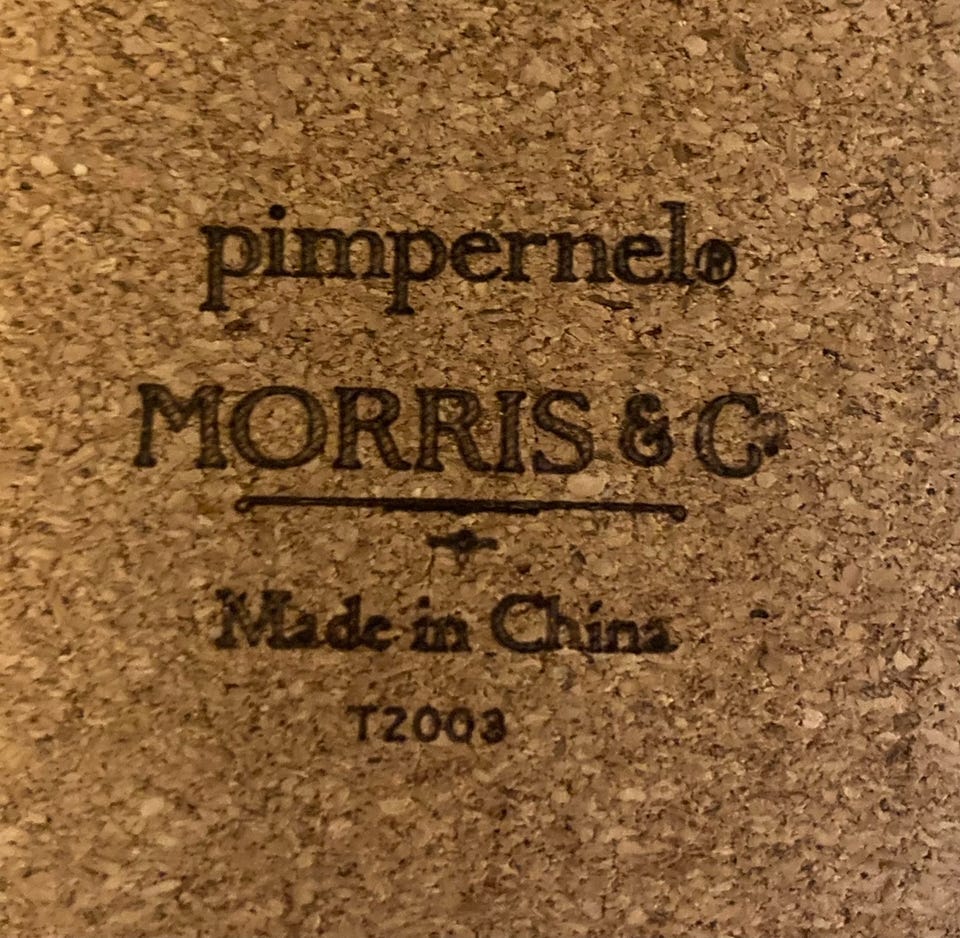 pimpernel®
MORRIS & Co
Made in China
T2003